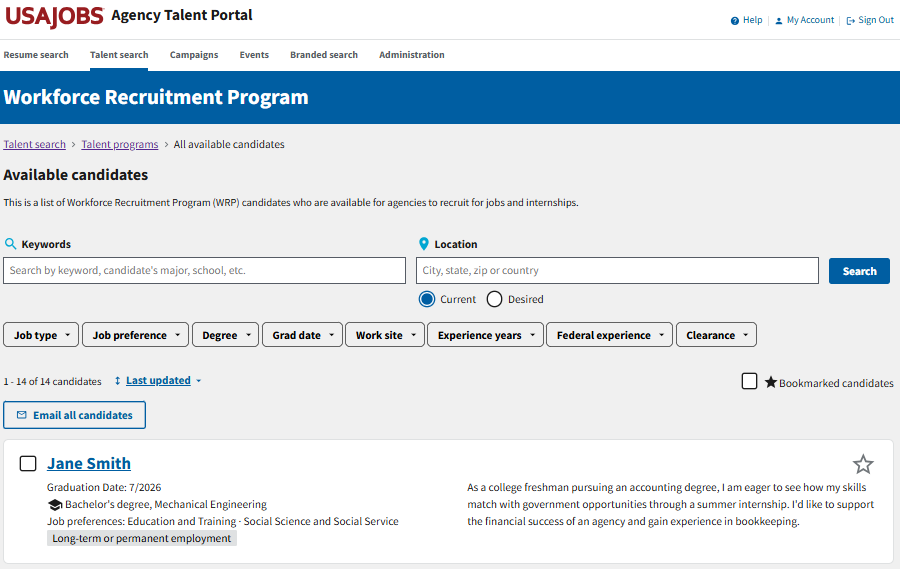 USAJOBS Agency Talent Portal
Help | My Account | Sign Out
Resume search Talent search Campaigns Events Branded search Administration
Workforce Recruitment Program
Talent search > Talent programs > All available candidates
Available candidates
This is a list of Workforce Recruitment Program (WRP) candidates who are available for agencies to recruit for jobs and internships.
Keywords
Search by keyword, candidate's major, school, etc.
Location
City, state, zip or country
Search
Current Desired
Job type Job preference Degree Grad date Work site Experience years Federal experience Clearance
1 - 14 of 14 candidates Last updated
Bookmarked candidates
Email all candidates
Jane Smith
Graduation Date: 7/2026
Bachelor's degree, Mechanical Engineering
Job preferences: Education and Training · Social Science and Social Service
Long-term or permanent employment
As a college freshman pursuing an accounting degree, I am eager to see how my skills
match with government opportunities through a summer internship. I'd like to support
the financial success of an agency and gain experience in bookkeeping.